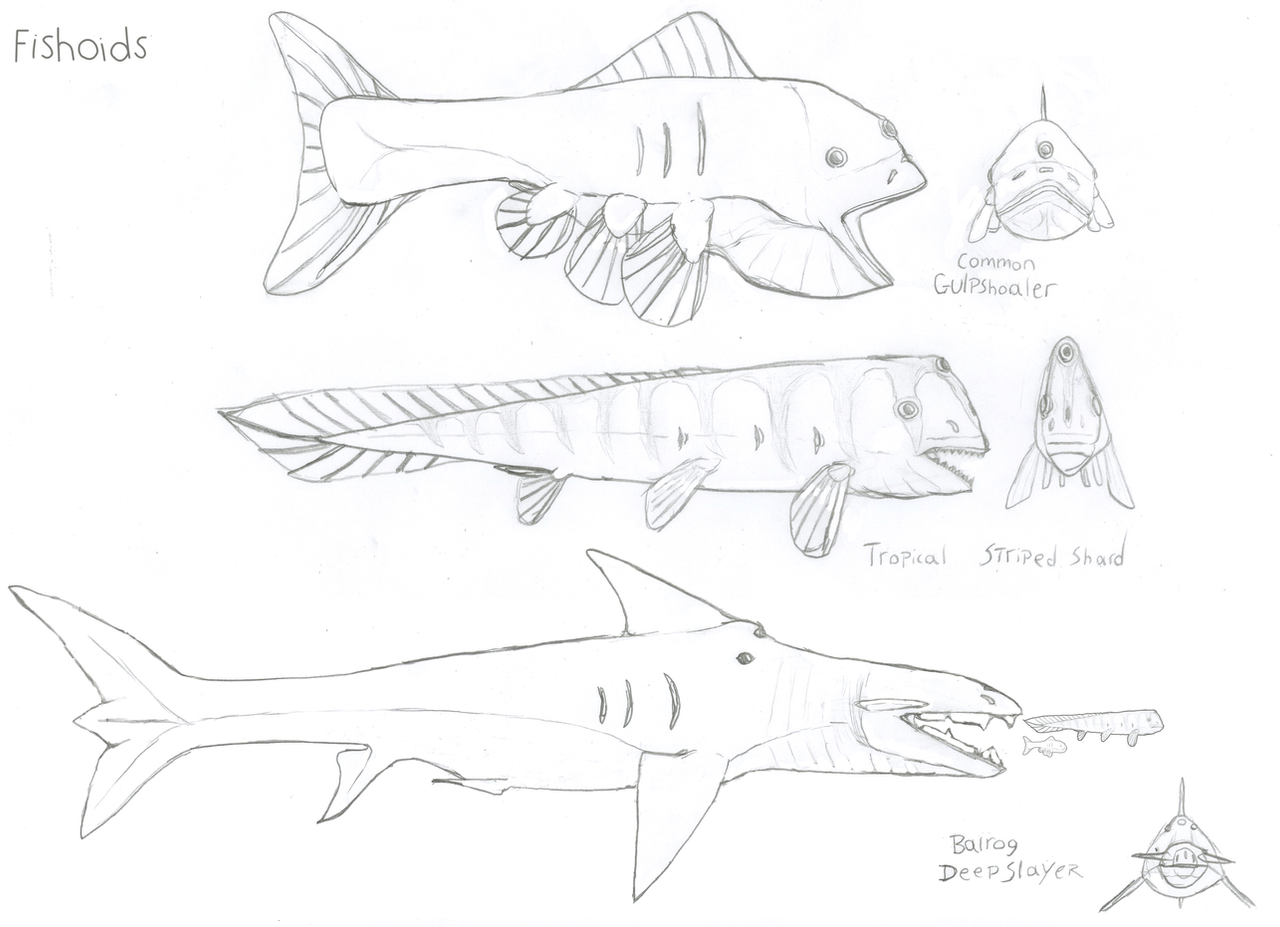 Fishoids
Common
Gulpshoaler
Tropical Striped Shard
Balrog
Deepslayer